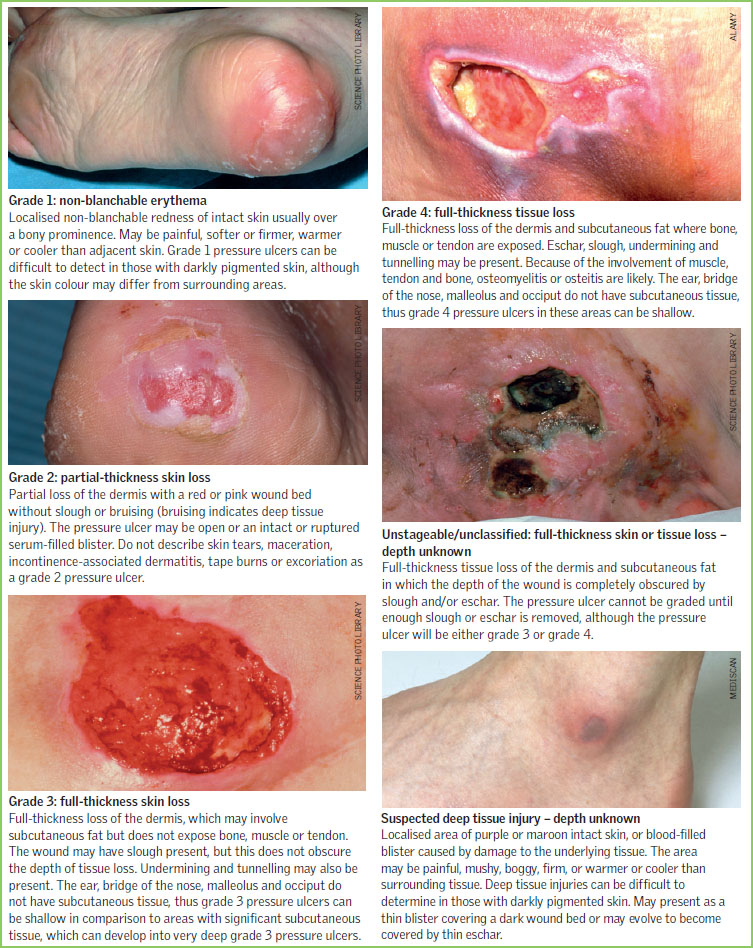 SCIENCE PHOTO LIBRARY
Grade 1: non-blanchable erythema
Localised non-blanchable redness of intact skin usually over
a bony prominence. May be painful, softer or firmer, warmer
or cooler than adjacent skin. Grade 1 pressure ulcers can be
difficult to detect in those with darkly pigmented skin, although
the skin colour may differ from surrounding areas.
SCIENCE PHOTO LIBRARY
Grade 2: partial-thickness skin loss
Partial loss of the dermis with a red or pink wound bed
without slough or bruising (bruising indicates deep tissue
injury). The pressure ulcer may be open or an intact or ruptured
serum-filled blister. Do not describe skin tears, maceration,
incontinence-associated dermatitis, tape burns or excoriation as
a grade 2 pressure ulcer.
SCIENCE PHOTO LIBRARY
Grade 3: full-thickness skin loss
Full-thickness loss of the dermis, which may involve
subcutaneous fat but does not expose bone, muscle or tendon.
The wound may have slough present, but this does not obscure
the depth of tissue loss. Undermining and tunnelling may also be
present. The ear, bridge of the nose, malleolus and occiput do
not have subcutaneous tissue, thus grade 3 pressure ulcers can
be shallow in comparison to areas with significant subcutaneous
tissue, which can develop into very deep grade 3 pressure ulcers.
ALAMY
Grade 4: full-thickness tissue loss
Full-thickness loss of the dermis and subcutaneous fat where bone,
muscle or tendon are exposed. Eschar, slough, undermining and
tunnelling may be present. Because of the involvement of muscle,
tendon and bone, osteomyelitis or osteitis are likely. The ear, bridge
of the nose, malleolus and occiput do not have subcutaneous tissue,
thus grade 4 pressure ulcers in these areas can be shallow.
SCIENCE PHOTO LIBRARY
Unstageable/unclassified: full-thickness skin or tissue loss –
depth unknown
Full-thickness tissue loss of the dermis and subcutaneous fat
in which the depth of the wound is completely obscured by
slough and/or eschar. The pressure ulcer cannot be graded until
enough slough or eschar is removed, although the pressure
ulcer will be either grade 3 or grade 4.
MEDISCAN
Suspected deep tissue injury – depth unknown
Localised area of purple or maroon intact skin, or blood-filled
blister caused by damage to the underlying tissue. The area
may be painful, mushy, boggy, firm, or warmer or cooler than
surrounding tissue. Deep tissue injuries can be difficult to
determine in those with darkly pigmented skin. May present as a
thin blister covering a dark wound bed or may evolve to become
covered by thin eschar.